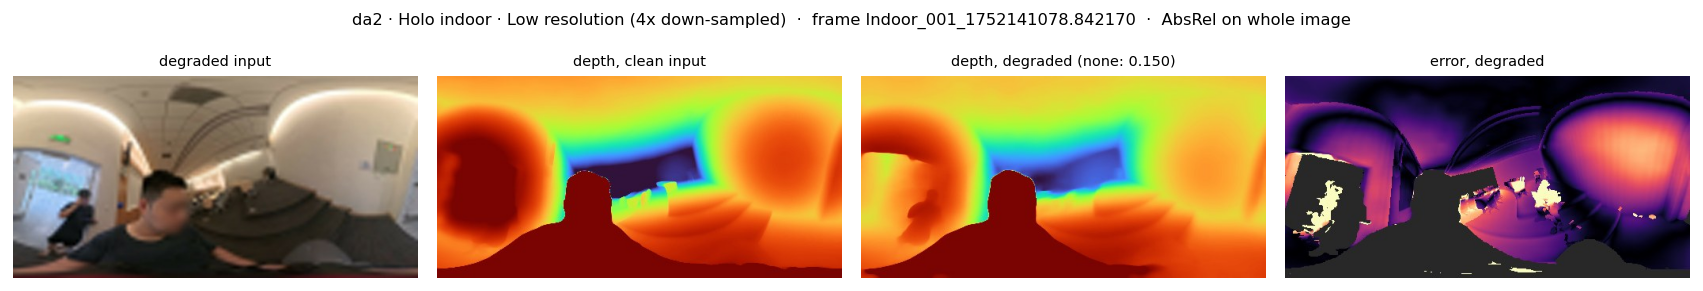 da2 · Holo indoor · Low resolution (4x down-sampled)  ·  frame Indoor_001_1752141078.842170  ·  AbsRel on whole image
degraded input
depth, clean input
depth, degraded (none: 0.150)
error, degraded